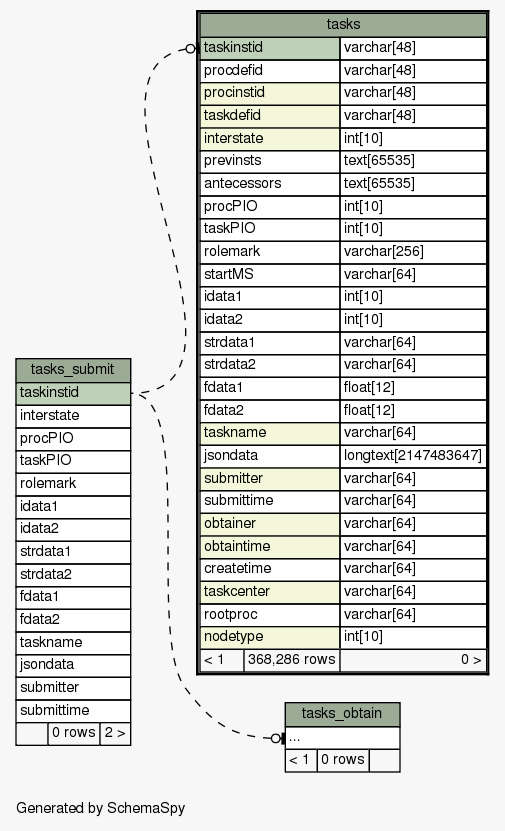 tasks
taskinstid varchar[48]
procdefid varchar[48]
procinstid varchar[48]
taskdefid varchar[48]
interstate int[10]
previnsts text[65535]
antecessors text[65535]
procPIO int[10]
taskPIO int[10]
rolemark varchar[256]
startMS varchar[64]
idata1 int[10]
idata2 int[10]
strdata1 varchar[64]
strdata2 varchar[64]
fdata1 float[12]
fdata2 float[12]
taskname varchar[64]
jsondata longtext[2147483647]
submitter varchar[64]
submittime varchar[64]
obtainer varchar[64]
obtaintime varchar[64]
createtime varchar[64]
taskcenter varchar[64]
rootproc varchar[64]
nodetype int[10]
< 1 368,286 rows 0 >
tasks_submit
taskinstid
interstate
procPIO
taskPIO
rolemark
idata1
idata2
strdata1
strdata2
fdata1
fdata2
taskname
jsondata
submitter
submittime
0 rows 2 >
tasks_obtain
...
< 1 0 rows
Generated by SchemaSpy